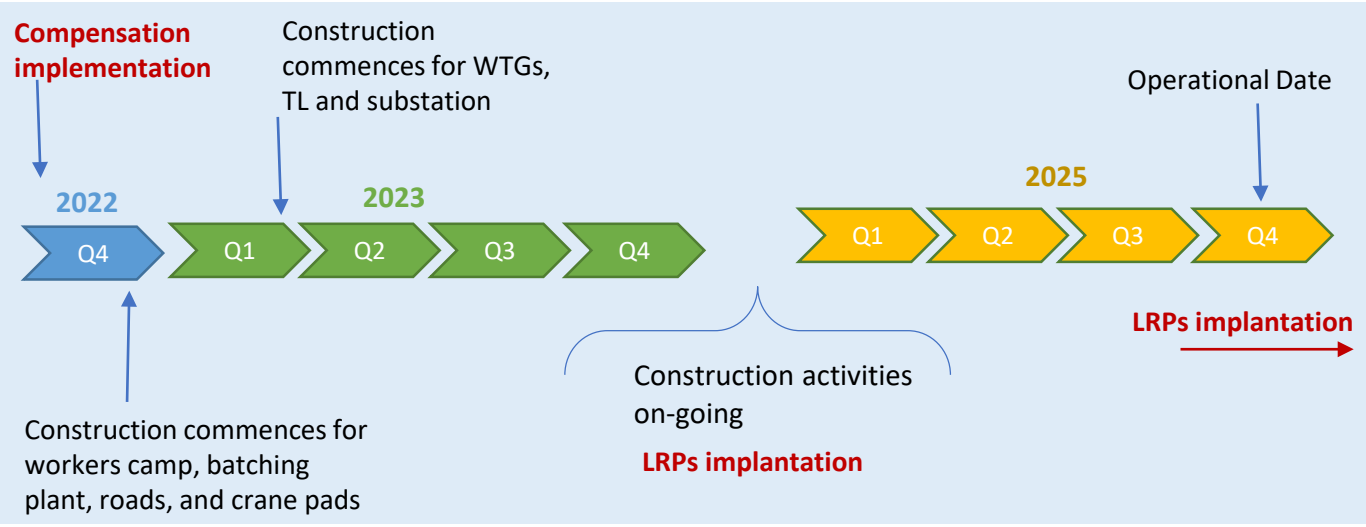 Compensation
implementation
Construction
commences for WTGs,
TL and substation
Operational Date
2022
2023
2025
Q4
Q1
Q2
Q3
Q4
Q1
Q2
Q3
Q4
LRPs implantation
Construction activities
on-going
LRPs implantation
Construction commences for
workers camp, batching
plant, roads, and crane pads